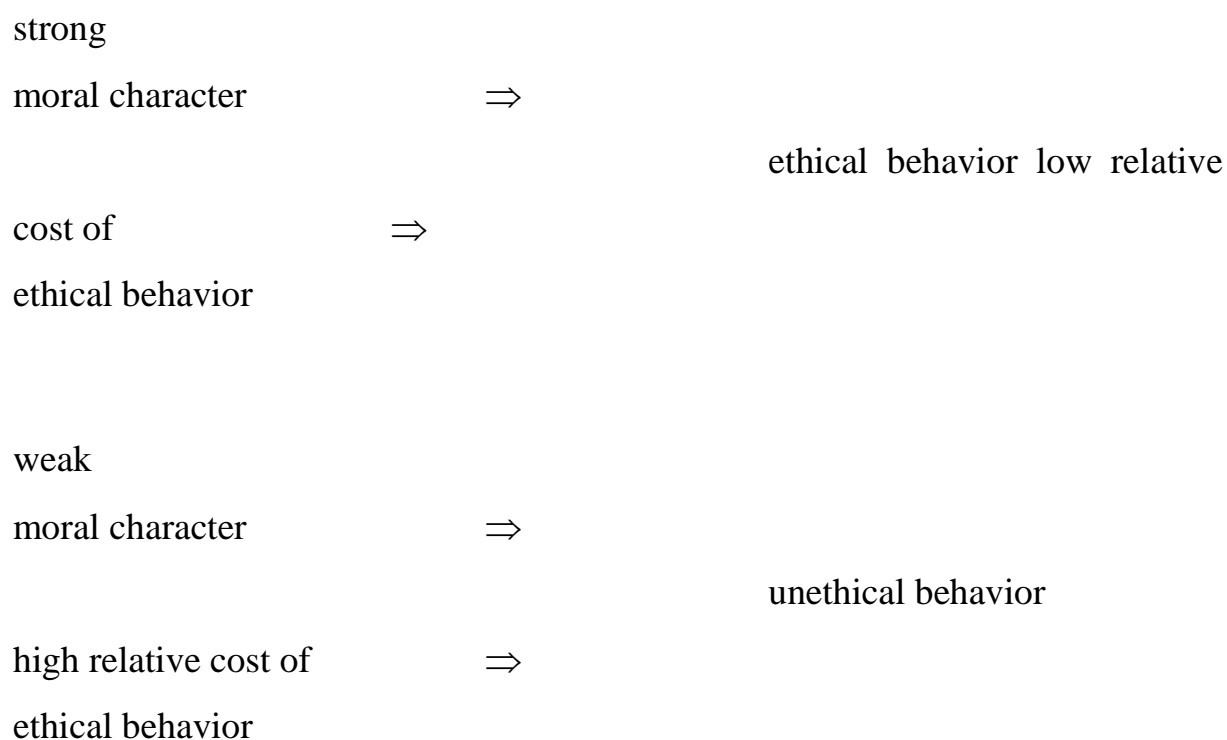 strong
moral character ⇒
ethical behavior low relative
cost of ⇒
ethical behavior
weak
moral character ⇒
unethical behavior
high relative cost of ⇒
ethical behavior